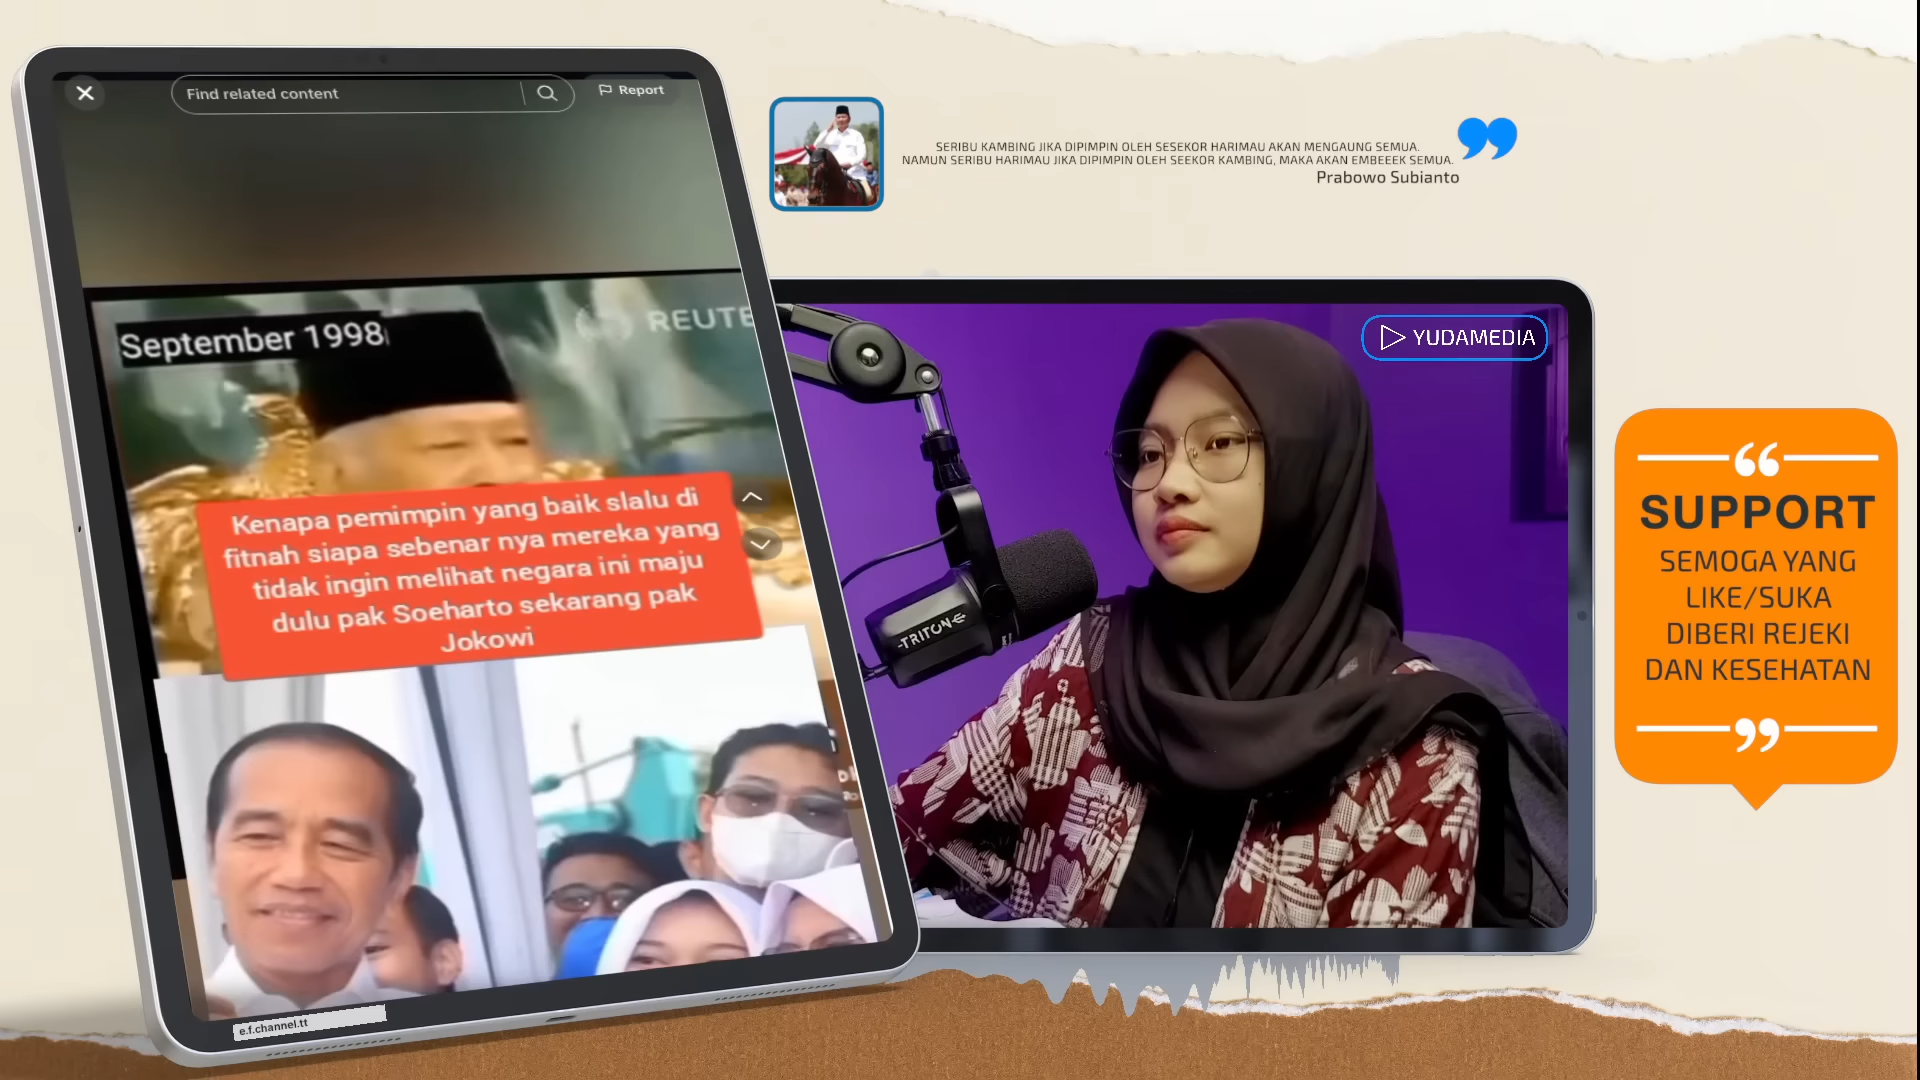 Find related content
Report
September 1998
REUTE
Kenapa pemimpin yang baik slalu di
fitnah siapa sebenar nya mereka yang
tidak ingin melihat negara ini maju
dulu pak Soeharto sekarang pak
Jokowi
e.f.channel.tt
SERIBU KAMBING JIKA DIPIMPIN OLEH SESEKOR HARIMAU AKAN MENGAUNG SEMUA.
NAMUN SERIBU HARIMAU JIKA DIPIMPIN OLEH SEEKOR KAMBING, MAKA AKAN EMBEEEK SEMUA.
Prabowo Subianto
YUDAMEDIA
TRITON
SUPPORT
SEMOGA YANG
LIKE/SUKA
DIBERI REJEKI
DAN KESEHATAN